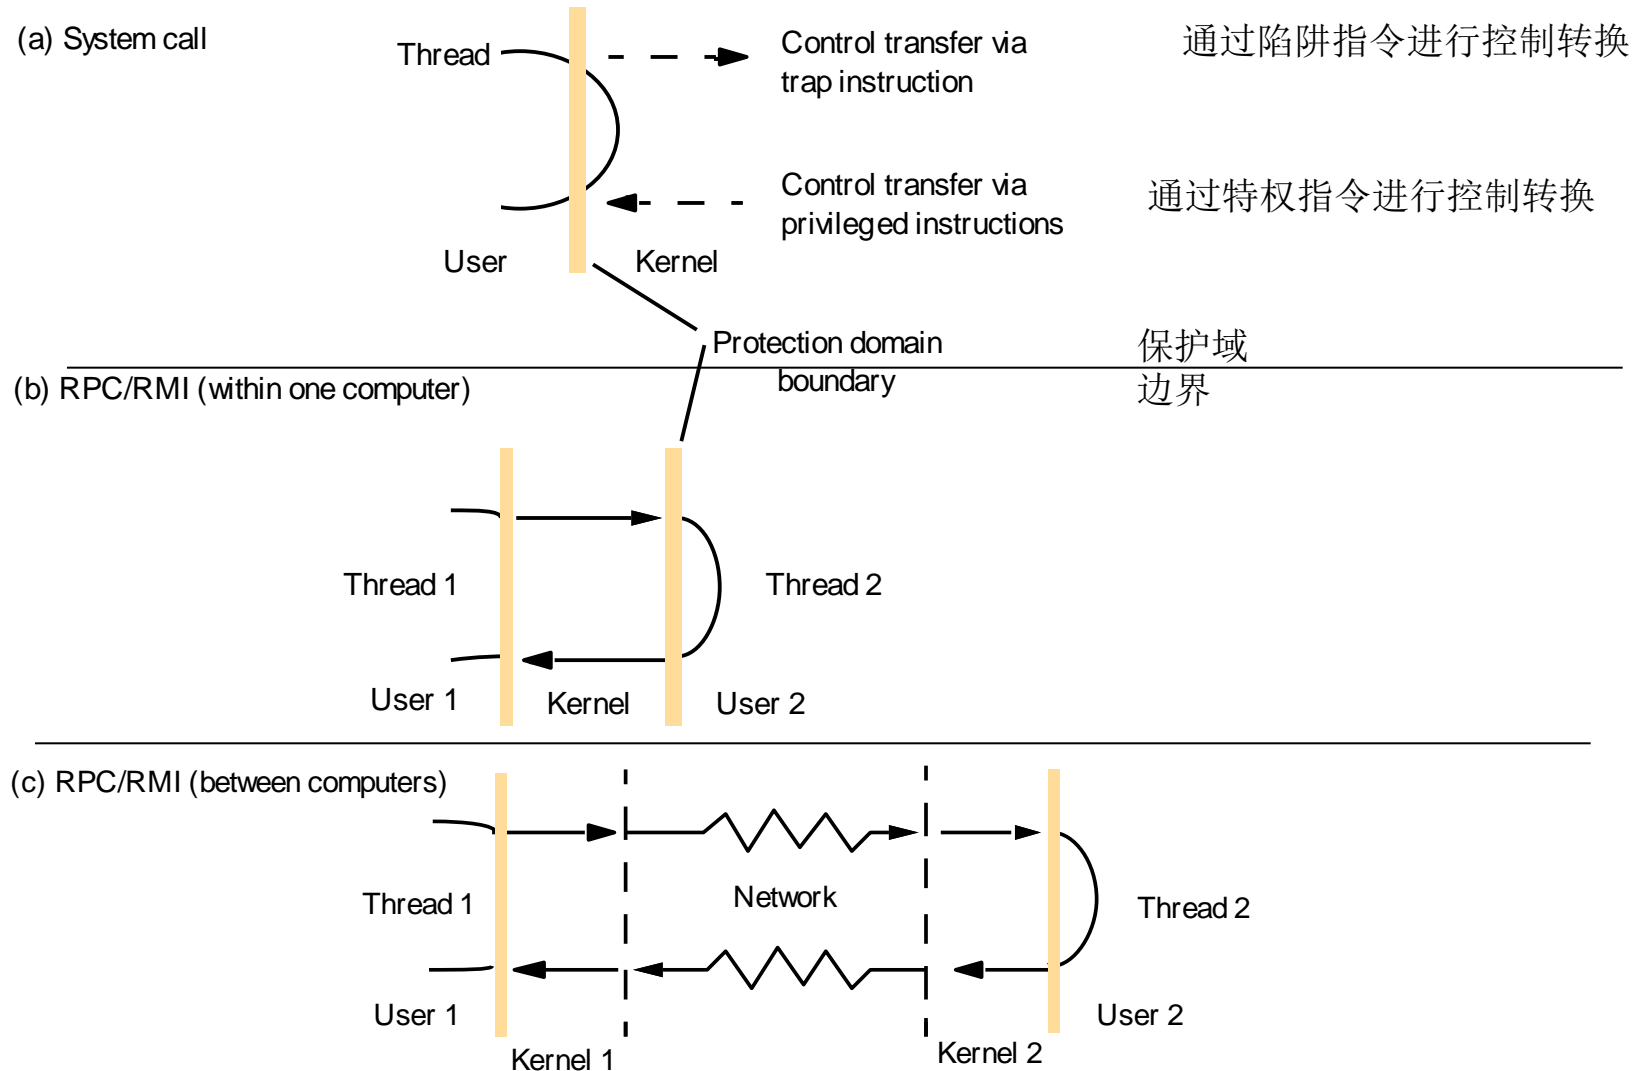 (a) System call
Thread
Control transfer via
trap instruction
通过陷阱指令进行控制转换
Control transfer via
privileged instructions
通过特权指令进行控制转换
User
Kernel
Protection domain
boundary
保护域
边界
(b) RPC/RMI (within one computer)
Thread 1
Thread 2
User 1
Kernel
User 2
(c) RPC/RMI (between computers)
Network
Thread 1
Thread 2
User 1
User 2
Kernel 1
Kernel 2